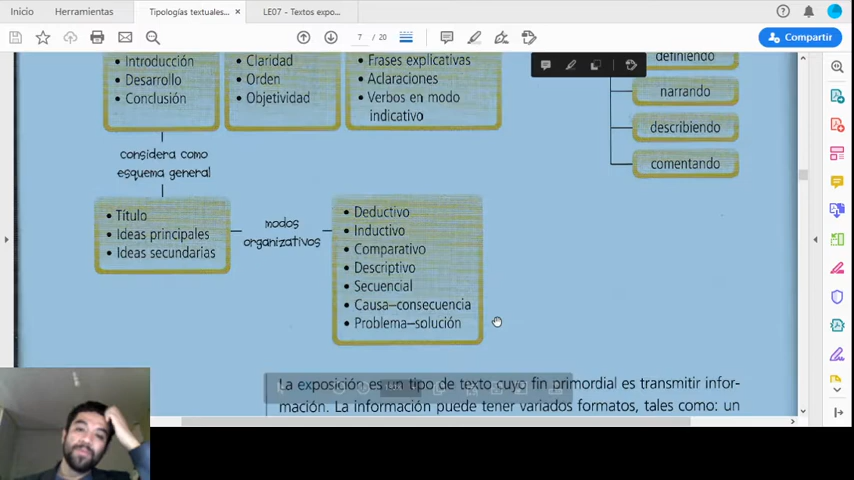 Inicio
Herramientas
Tipologías textuales...
LE07 - Textos expo...
7 / 20
Compartir
• Introducción
• Desarrollo
• Conclusión
• Claridad
• Orden
• Objetividad
• Frases explicativas
• Aclaraciones
• Verbos en modo
indicativo
definiendo
narrando
describiendo
comentando
considera como
esquema general
• Título
• Ideas principales
• Ideas secundarias
modos
organizativos
• Deductivo
• Inductivo
• Comparativo
• Descriptivo
• Secuencial
• Causa–consecuencia
• Problema–solución
La exposición es un tipo de texto cuyo fin primordial es transmitir infor-
mación. La información puede tener variados formatos, tales como: un